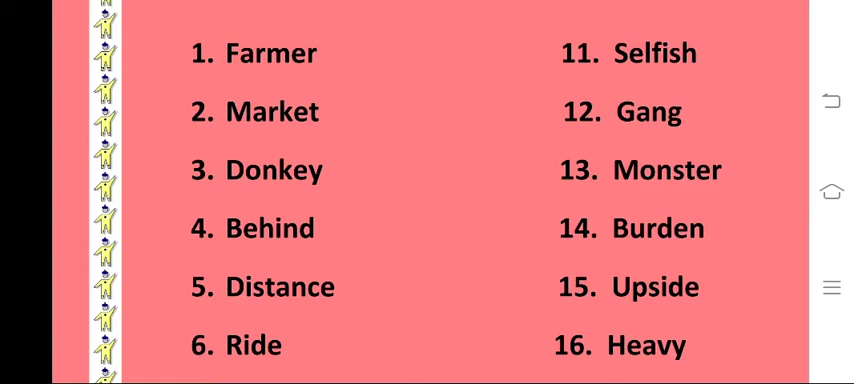 1. Farmer
2. Market
3. Donkey
4. Behind
5. Distance
6. Ride
11. Selfish
12. Gang
13. Monster
14. Burden
15. Upside
16. Heavy